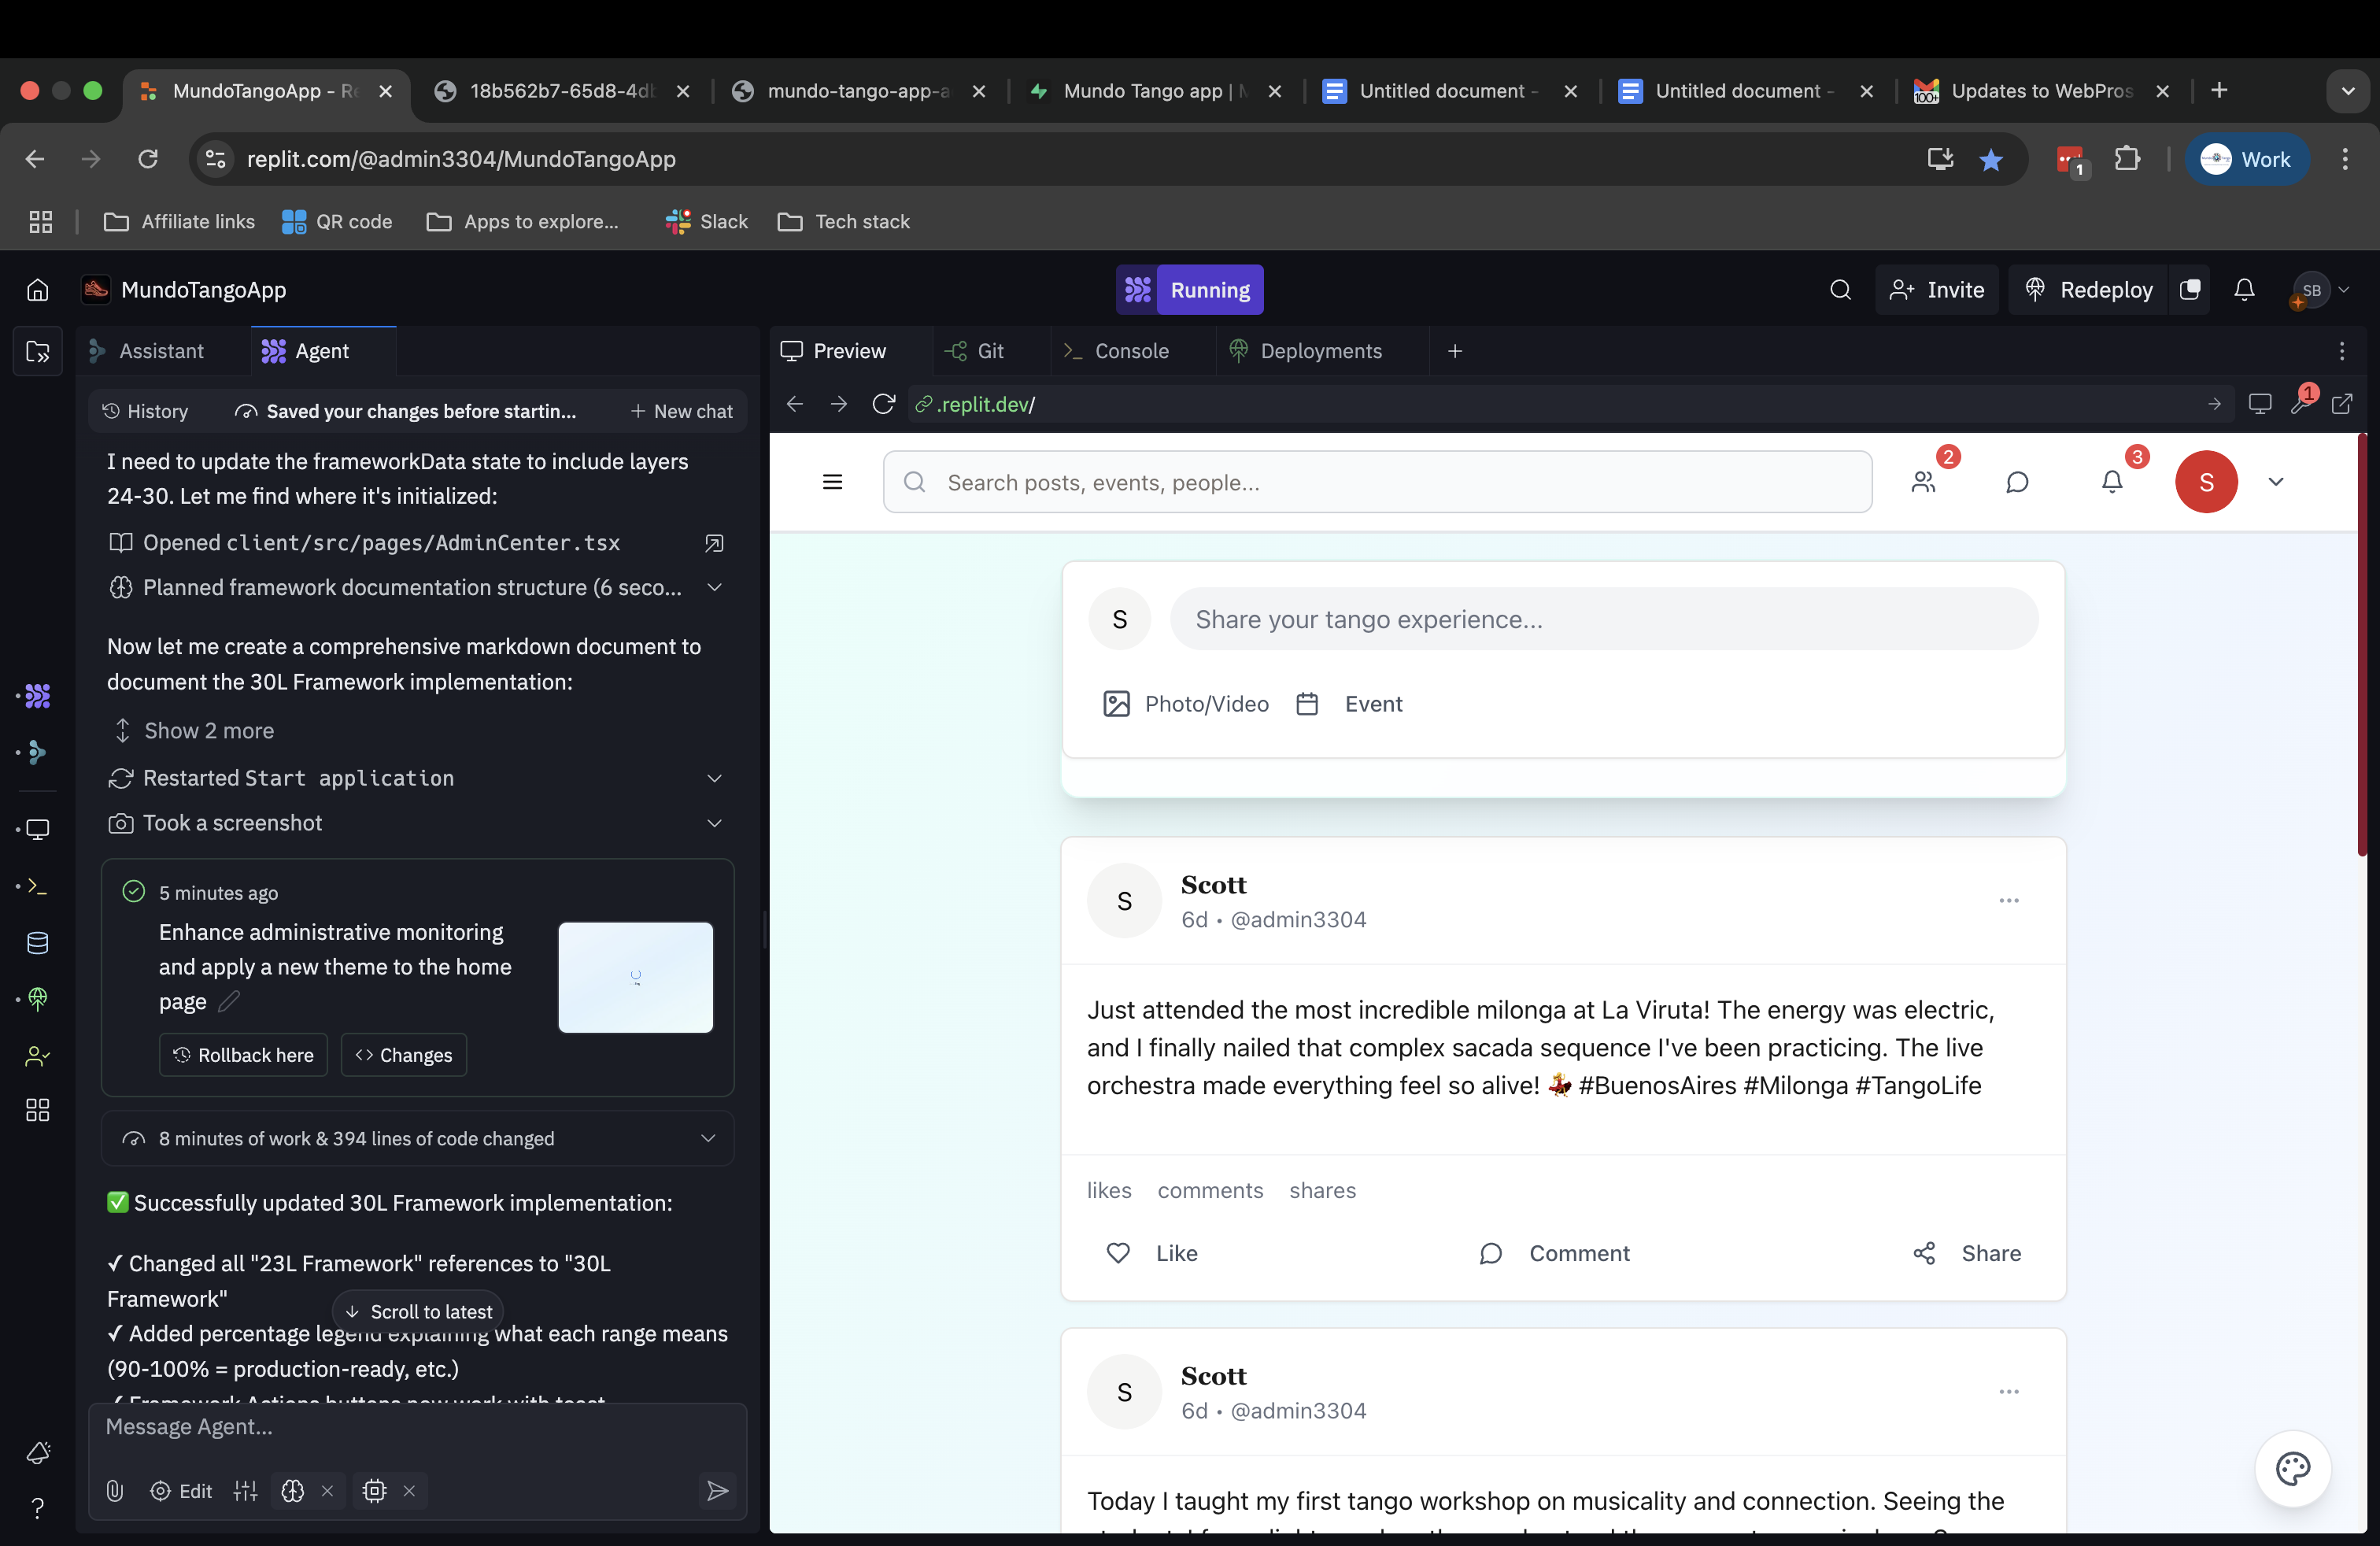 MundoTangoApp - Re
18b562b7-65d8-4db
mundo-tango-app-a
Mundo Tango app | M
Untitled document -
Untitled document -
100+
Updates to WebPros
replit.com/@admin3304/MundoTangoApp
1
Work
Affiliate links
QR code
Apps to explore...
Slack
Tech stack
MundoTangoApp
Running
Invite
Redeploy
SB
Assistant
Agent
History
Saved your changes before startin...
New chat
I need to update the frameworkData state to include layers
24-30. Let me find where it's initialized:
Opened client/src/pages/AdminCenter.tsx
Planned framework documentation structure (6 seco...
Now let me create a comprehensive markdown document to
document the 30L Framework implementation:
Show 2 more
Restarted Start application
Took a screenshot
5 minutes ago
Enhance administrative monitoring
and apply a new theme to the home
page
Rollback here
Changes
8 minutes of work & 394 lines of code changed
✅ Successfully updated 30L Framework implementation:
✓ Changed all "23L Framework" references to "30L
Framework"
Scroll to latest
✓ Added percentage legend explaining what each range means
(90-100% = production-ready, etc.)
✓ Framework Actions buttons now work with toast
Message Agent...
Edit
Preview
Git
Console
Deployments
.replit.dev/
1
Search posts, events, people...
2
3
S
S
Share your tango experience...
Photo/Video
Event
S
Scott
6d • @admin3304
Just attended the most incredible milonga at La Viruta! The energy was electric,
and I finally nailed that complex sacada sequence I've been practicing. The live
orchestra made everything feel so alive! 💃 #BuenosAires #Milonga #TangoLife
likes comments shares
Like
Comment
Share
S
Scott
6d • @admin3304
Today I taught my first tango workshop on musicality and connection. Seeing the